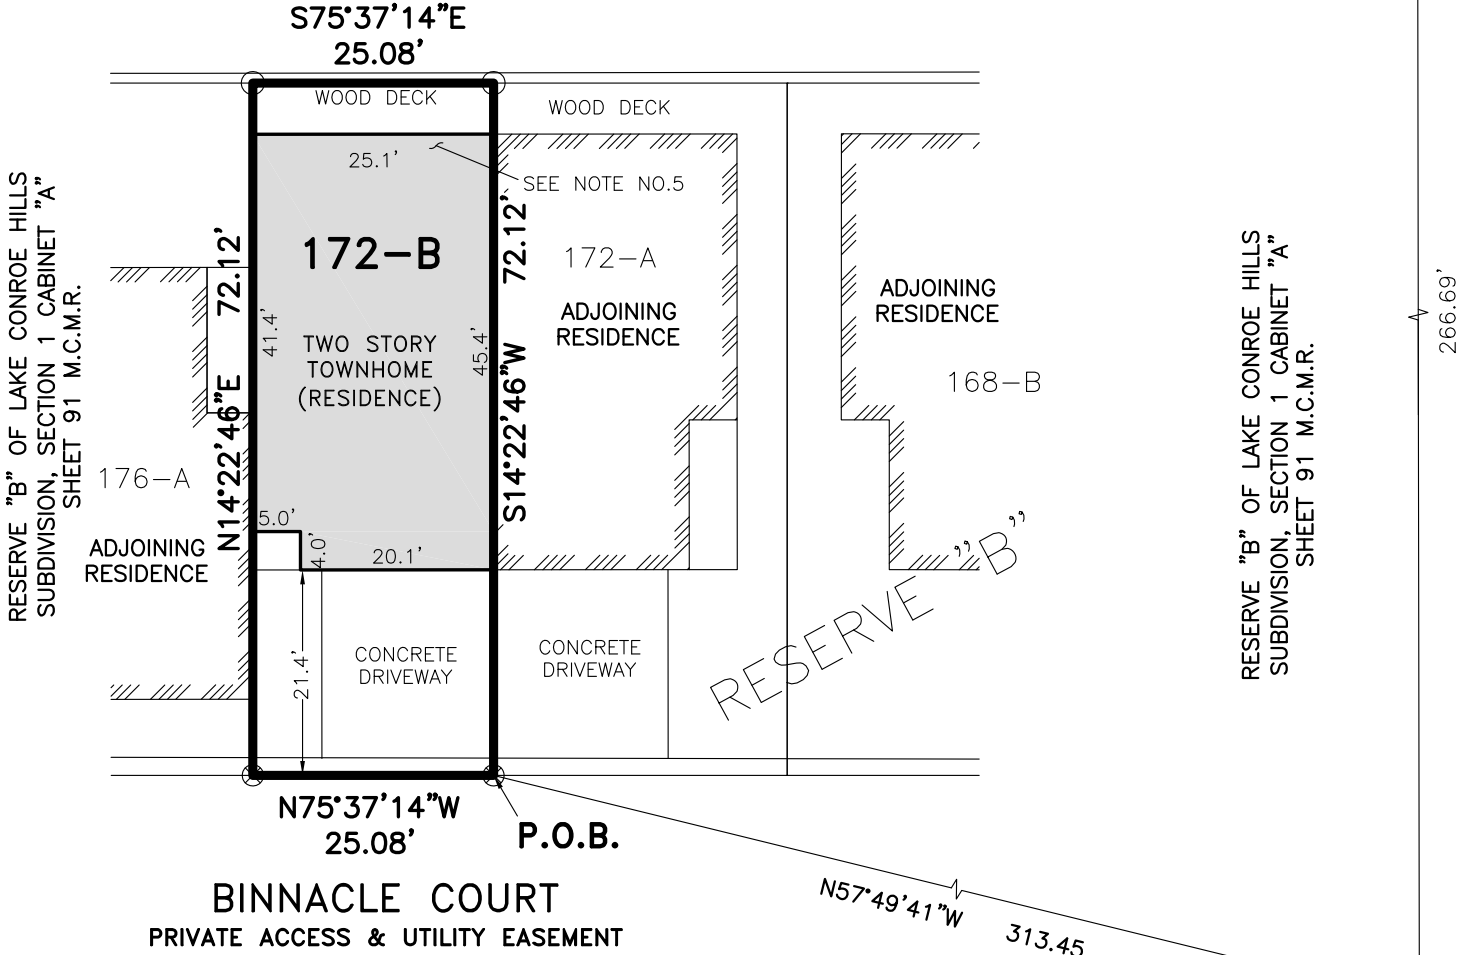 S75°37'14"E
25.08'
WOOD DECK
WOOD DECK
25.1'
SEE NOTE NO.5
172-B
172-A
ADJOINING
RESIDENCE
ADJOINING
RESIDENCE
168-B
N14°22'46"E 72.12'
41.4'
TWO STORY
TOWNHOME
(RESIDENCE)
45.4'
S14°22'46"W 72.12'
RESERVE "B" OF LAKE CONROE HILLS
SUBDIVISION, SECTION 1 CABINET "A"
SHEET 91 M.C.M.R.
176-A
ADJOINING
RESIDENCE
5.0'
4.0'
20.1'
21.4'
CONCRETE
DRIVEWAY
CONCRETE
DRIVEWAY
RESERVE "B"
RESERVE "B" OF LAKE CONROE HILLS
SUBDIVISION, SECTION 1 CABINET "A"
SHEET 91 M.C.M.R.
266.69'
N75°37'14"W
25.08'
P.O.B.
BINNACLE COURT
PRIVATE ACCESS & UTILITY EASEMENT
N57°49'41"W 313.45